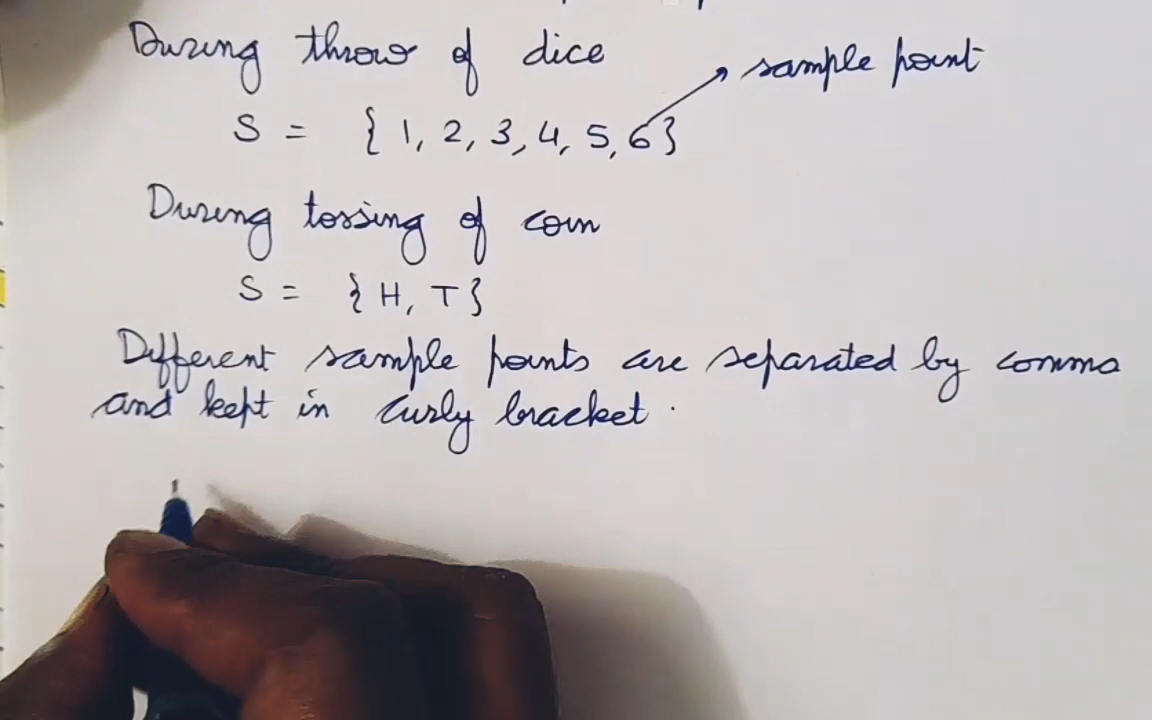 During throw of dice
sample point
S = { 1, 2, 3, 4, 5, 6 }
During tossing of coin
S = { H, T }
Different sample points are separated by comma
and kept in curly bracket.